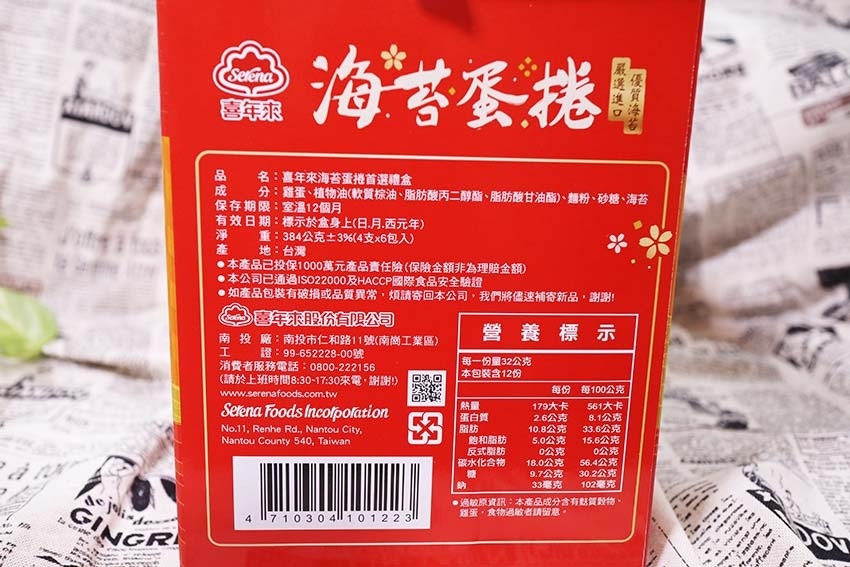 Serena
喜年來
海苔蛋捲
優質海苔
嚴選進口
品　　名：喜年來海苔蛋捲首選禮盒
成　　分：雞蛋、植物油(軟質棕油、脂肪酸丙二醇酯、脂肪酸甘油酯)、麵粉、砂糖、海苔
保存期限：室溫12個月
有效日期：標示於盒身上(日.月.西元年)
淨　　重：384公克±3%(4支x6包入)
產　　地：台灣
●本產品已投保1000萬元產品責任險(保險金額非為理賠金額)
●本公司已通過ISO22000及HACCP國際食品安全驗證
●如產品包裝有破損或品質異常，煩請寄回本公司，我們將儘速補寄新品，謝謝!
Serena 喜年來股份有限公司
南　投　廠：南投市仁和路11號(南崗工業區)
工　　　證：99-652228-00號
消費者服務電話：0800-222156
(請於上班時間8:30-17:30來電，謝謝!)
www.serenafoods.com.tw
Serena Foods Incorporation
No.11, Renhe Rd., Nantou City,
Nantou County 540, Taiwan
4 710304 101223
營養標示
每一份量32公克
本包裝含12份
每份 每100公克
熱量 179大卡 561大卡
蛋白質 2.6公克 8.1公克
脂肪 10.8公克 33.6公克
飽和脂肪 5.0公克 15.6公克
反式脂肪 0公克 0公克
碳水化合物 18.0公克 56.4公克
糖 9.7公克 30.2公克
鈉 33毫克 102毫克
●過敏原資訊：本產品成分含有麩質穀物、
雞蛋，食物過敏者請留意。
GINGRI